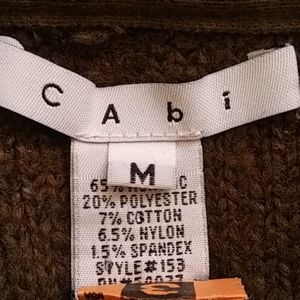 CAbi
M
65%
20% POLYESTER
7% COTTON
6.5% NYLON
1.5% SPANDEX
STYLE#153